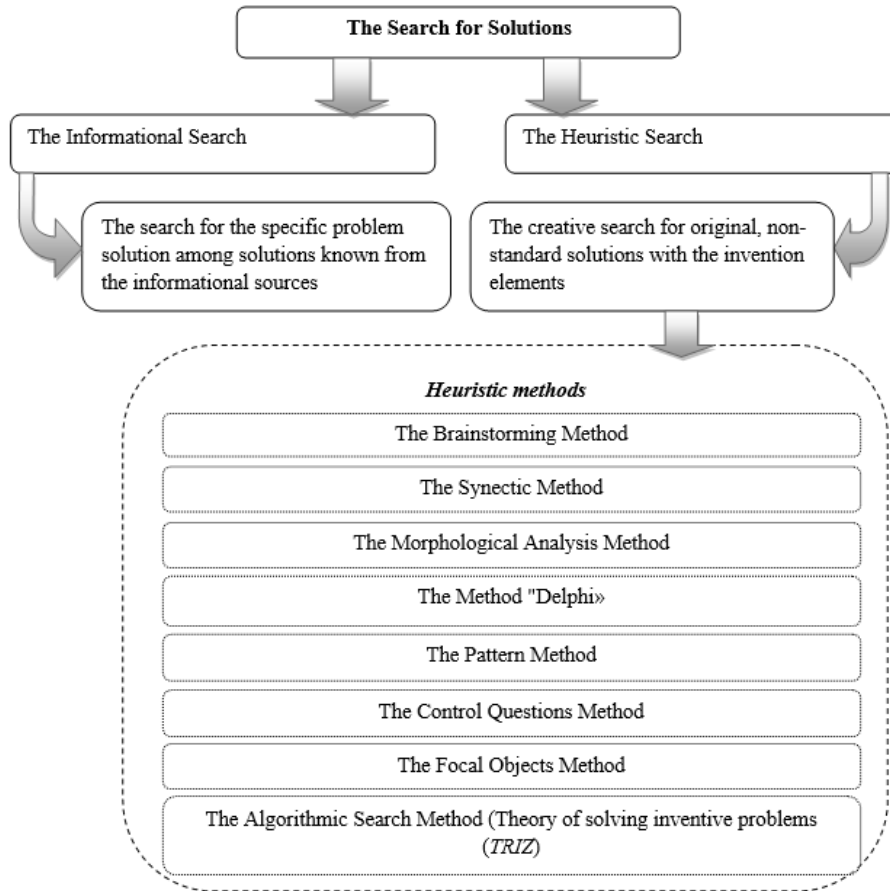 The Search for Solutions
The Informational Search
The Heuristic Search
The search for the specific problem
solution among solutions known from
the informational sources
The creative search for original, non-
standard solutions with the invention
elements
Heuristic methods
The Brainstorming Method
The Synectic Method
The Morphological Analysis Method
The Method "Delphi»
The Pattern Method
The Control Questions Method
The Focal Objects Method
The Algorithmic Search Method (Theory of solving inventive problems
(TRIZ)